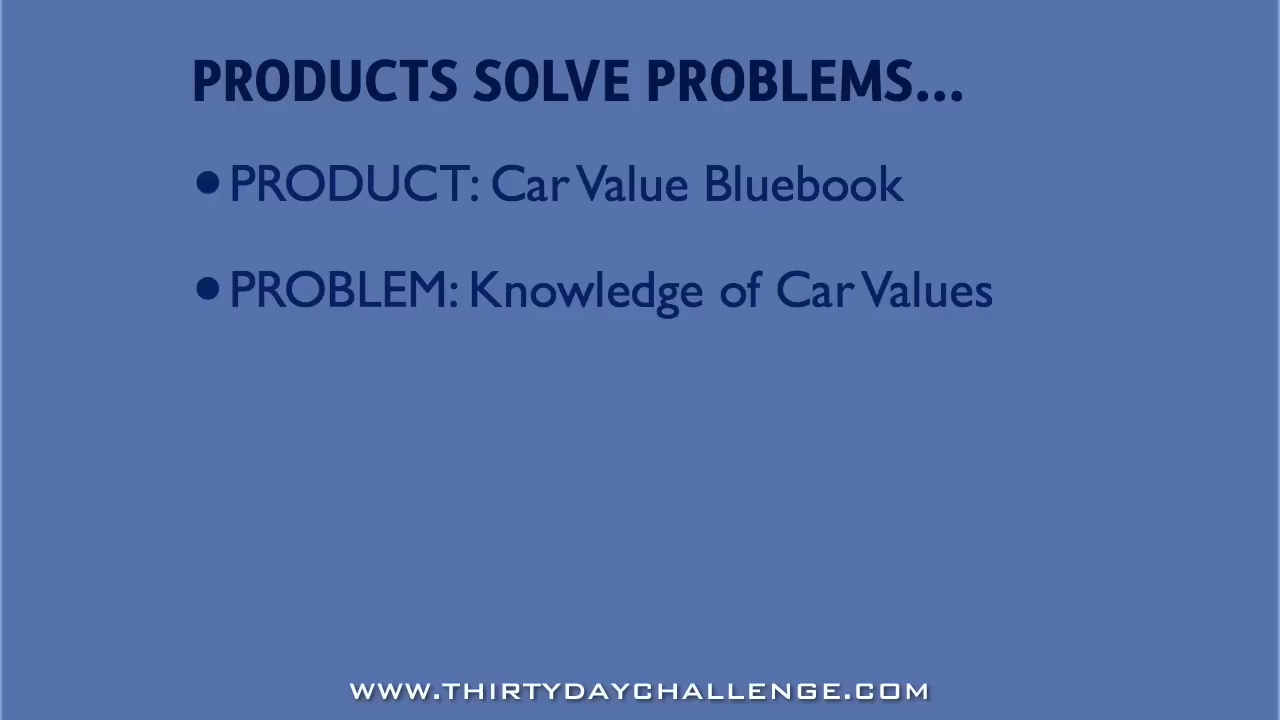 PRODUCTS SOLVE PROBLEMS...
• PRODUCT: Car Value Bluebook
• PROBLEM: Knowledge of Car Values
WWW.THIRTYDAYCHALLENGE.COM